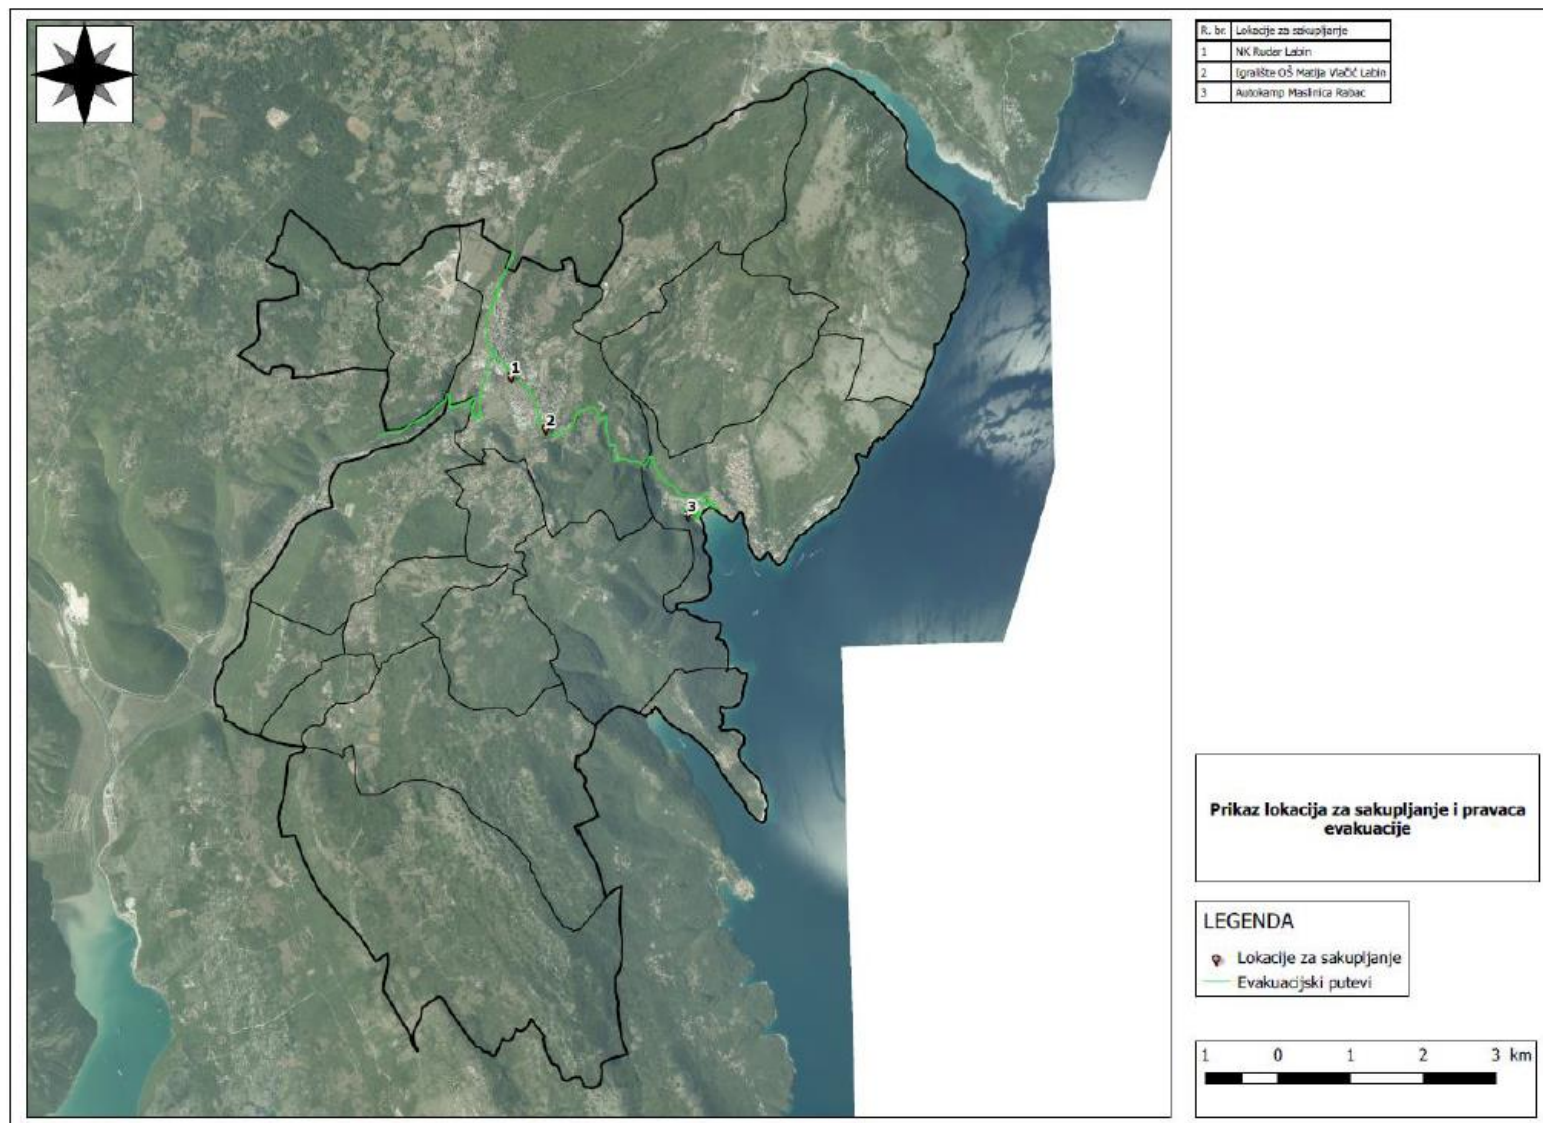 R. br. Lokacije za sakupljanje
1 NK Rudar Labin
2 Igralište OŠ Matija Vlačić Labin
3 Autokamp Maslinica Rabac
1
2
3
Prikaz lokacija za sakupljanje i pravaca
evakuacije
LEGENDA
Lokacije za sakupljanje
Evakuacijski putevi
1 0 1 2 3 km